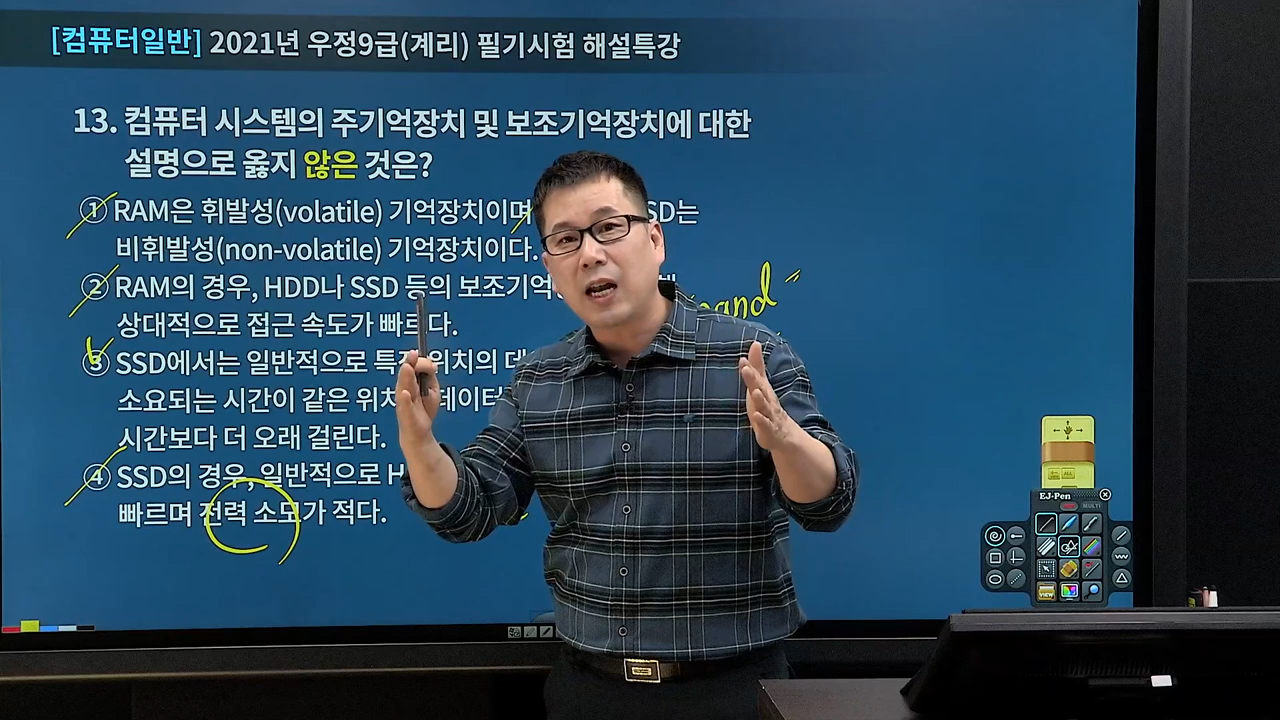 [컴퓨터일반] 2021년 우정9급(계리) 필기시험 해설특강
13. 컴퓨터 시스템의 주기억장치 및 보조기억장치에 대한
설명으로 옳지 않은 것은?
① RAM은 휘발성(volatile) 기억장치이며 SD는
비휘발성(non-volatile) 기억장치이다.
② RAM의 경우, HDD나 SSD 등의 보조기억
상대적으로 접근 속도가 빠르다.
③ SSD에서는 일반적으로 특정 위치의 데
소요되는 시간이 같은 위치 데이터
시간보다 더 오래 걸린다.
④ SSD의 경우, 일반적으로 H
빠르며 전력 소모가 적다.
EJ-Pen
MULTI
VIEW